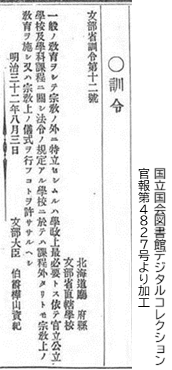 〇訓令
文部省訓令第十二號
北海道廳　府縣
文部省直轄學校
一般ノ教育ヲシテ宗教ノ外ニ特立セシムルハ學政上最必要トス依テ官立公立
學校及學科課程ニ關シ法令ノ規定アル學校ニ於テハ課程外タリトモ宗教上ノ
教育ヲ施シ又ハ宗教上ノ儀式ヲ行フコトヲ許サヽルヘシ
明治三十二年八月三日
文部大臣　伯爵樺山資紀
国立国会図書館デジタルコレクション
官報第４８２７号より加工